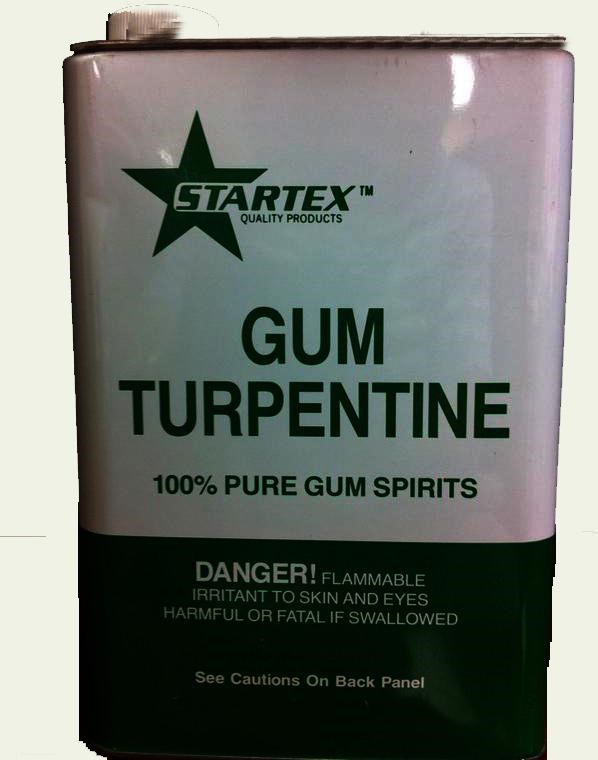 STARTEX™
QUALITY PRODUCTS
GUM
TURPENTINE
100% PURE GUM SPIRITS
DANGER! FLAMMABLE
IRRITANT TO SKIN AND EYES
HARMFUL OR FATAL IF SWALLOWED
See Cautions On Back Panel